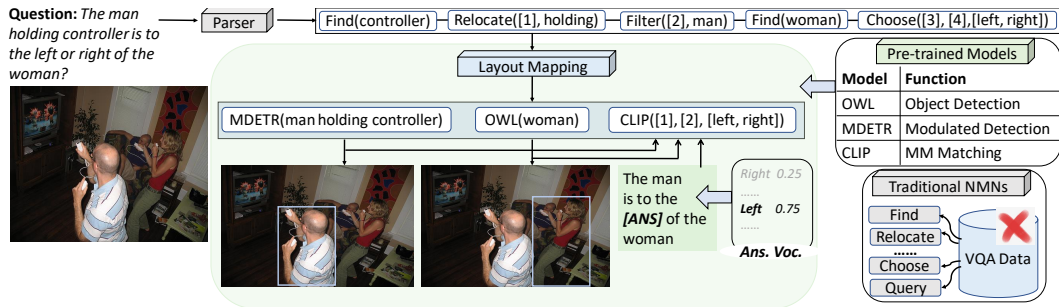 Question: The man
holding controller is to
the left or right of the
woman?
Parser
Find(controller)
Relocate([1], holding)
Filter([2], man)
Find(woman)
Choose([3], [4],[left, right])
Layout Mapping
MDETR(man holding controller)
OWL(woman)
CLIP([1], [2], [left, right])
The man
is to the
[ANS] of the
woman
Right 0.25
......
Left 0.75
......
Ans. Voc.
Pre-trained Models
Model Function
OWL Object Detection
MDETR Modulated Detection
CLIP MM Matching
Traditional NMNs
Find
Relocate
......
Choose
Query
VQA Data